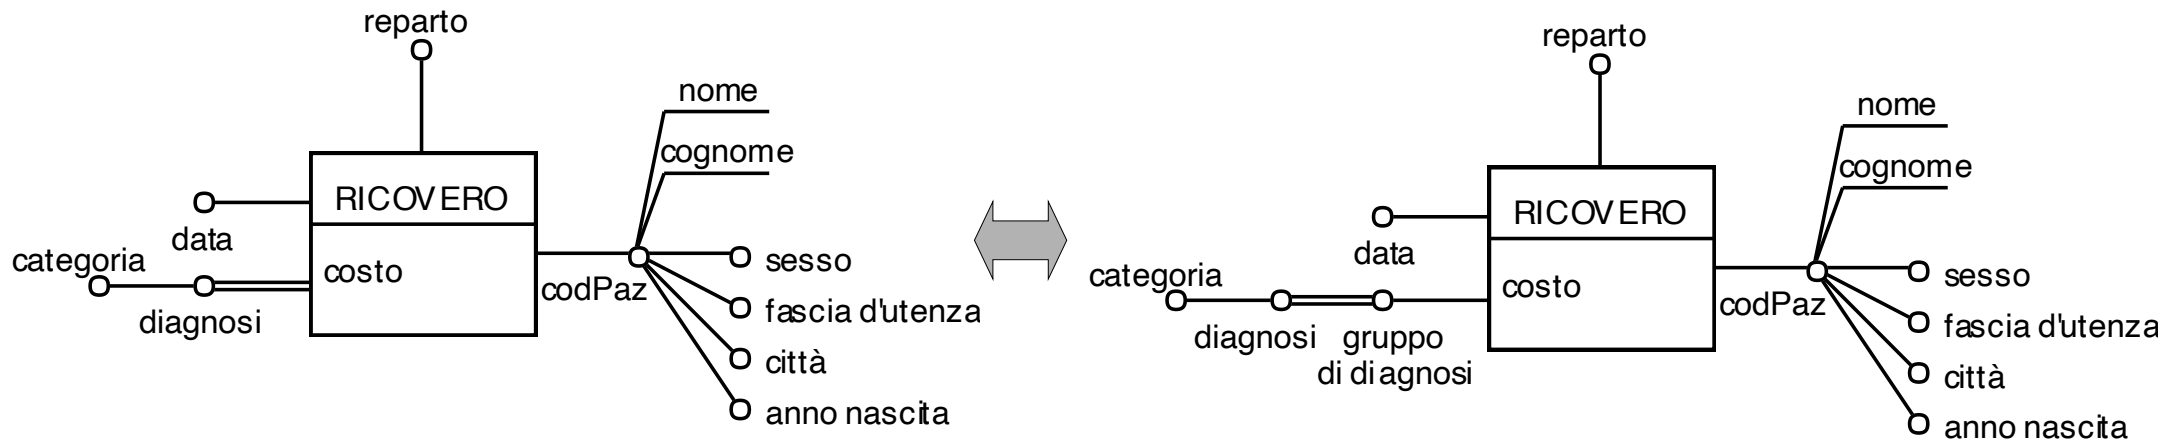 reparto
nome
cognome
RICOVERO
data
categoria
costo
diagnosi
codPaz
sesso
fascia d'utenza
città
anno nascita
reparto
nome
cognome
RICOVERO
data
categoria
costo
diagnosi
gruppo
di diagnosi
codPaz
sesso
fascia d'utenza
città
anno nascita